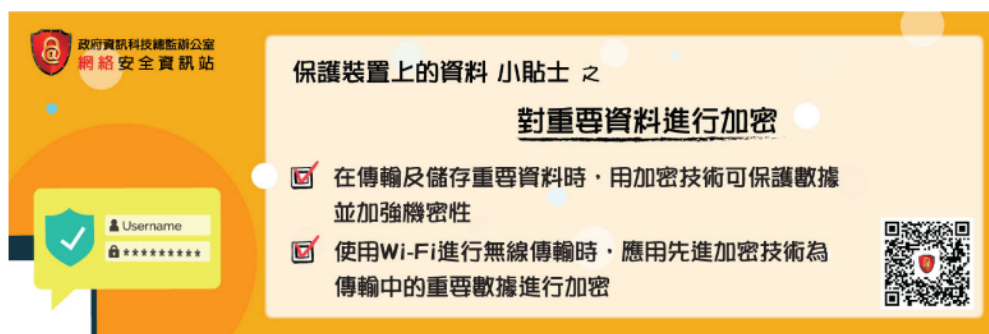 政府資訊科技總監辦公室
網絡安全資訊站
保護裝置上的資料 小貼士 之
對重要資料進行加密
在傳輸及儲存重要資料時，用加密技術可保護數據
並加強機密性
使用Wi-Fi進行無線傳輸時，應用先進加密技術為
傳輸中的重要數據進行加密
Username
*********